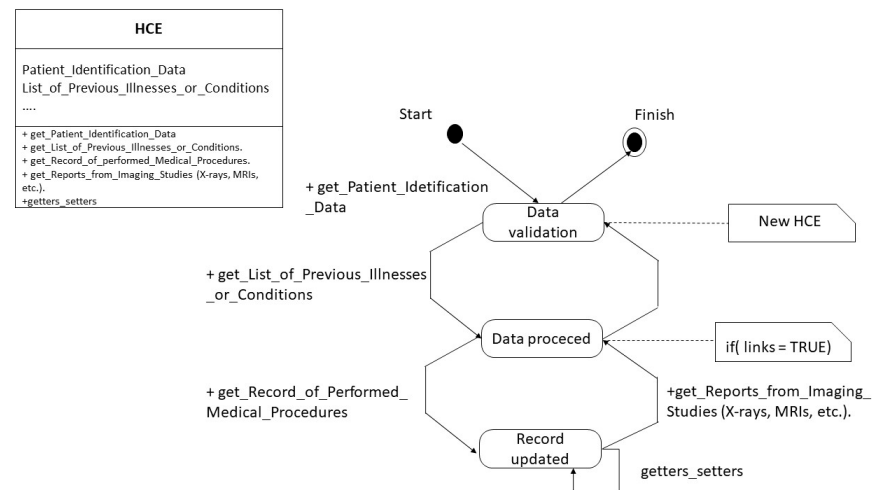 HCE
Patient_Identification_Data
List_of_Previous_Illnesses_or_Conditions
....
+ get_Patient_Identification_Data
+ get_List_of_Previous_Illnesses_or_Conditions.
+ get_Record_of_performed_Medical_Procedures.
+ get_Reports_from_Imaging_Studies (X-rays, MRIs,
etc.).
+getters_setters
Start
Finish
+ get_Patient_Idetification
_Data
Data
validation
New HCE
+ get_List_of_Previous_Illnesses
_or_Conditions
Data proceced
if( links = TRUE)
+ get_Record_of_Performed_
Medical_Procedures
+get_Reports_from_Imaging_
Studies (X-rays, MRIs, etc.).
Record
updated
getters_setters